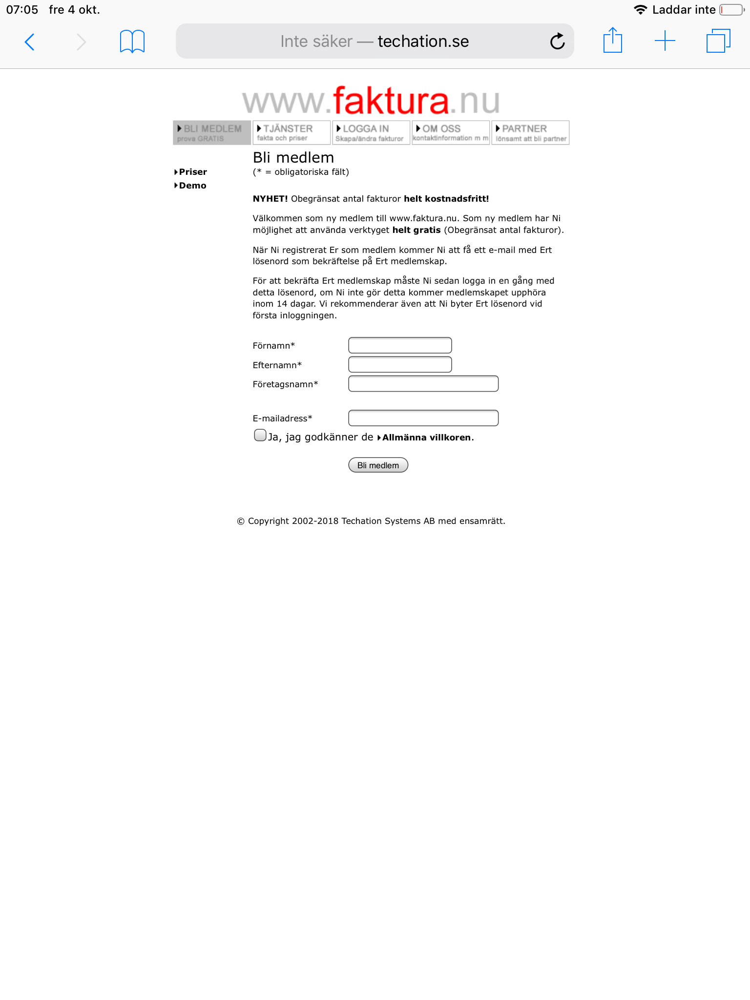 07:05 fre 4 okt. Laddar inte
Inte säker — techation.se
www.faktura.nu
BLI MEDLEM
prova GRATIS
TJÄNSTER
fakta och priser
LOGGA IN
Skapa/ändra fakturor
OM OSS
kontaktinformation m m
PARTNER
lönsamt att bli partner
Bli medlem
Priser
(* = obligatoriska fält)
Demo
NYHET! Obegränsat antal fakturor helt kostnadsfritt!
Välkommen som ny medlem till www.faktura.nu. Som ny medlem har Ni
möjlighet att använda verktyget helt gratis (Obegränsat antal fakturor).
När Ni registrerat Er som medlem kommer Ni att få ett e-mail med Ert
lösenord som bekräftelse på Ert medlemskap.
För att bekräfta Ert medlemskap måste Ni sedan logga in en gång med
detta lösenord, om Ni inte gör detta kommer medlemskapet upphöra
inom 14 dagar. Vi rekommenderar även att Ni byter Ert lösenord vid
första inloggningen.
Förnamn*
Efternamn*
Företagsnamn*
E-mailadress*
Ja, jag godkänner de Allmänna villkoren.
Bli medlem
© Copyright 2002-2018 Techation Systems AB med ensamrätt.